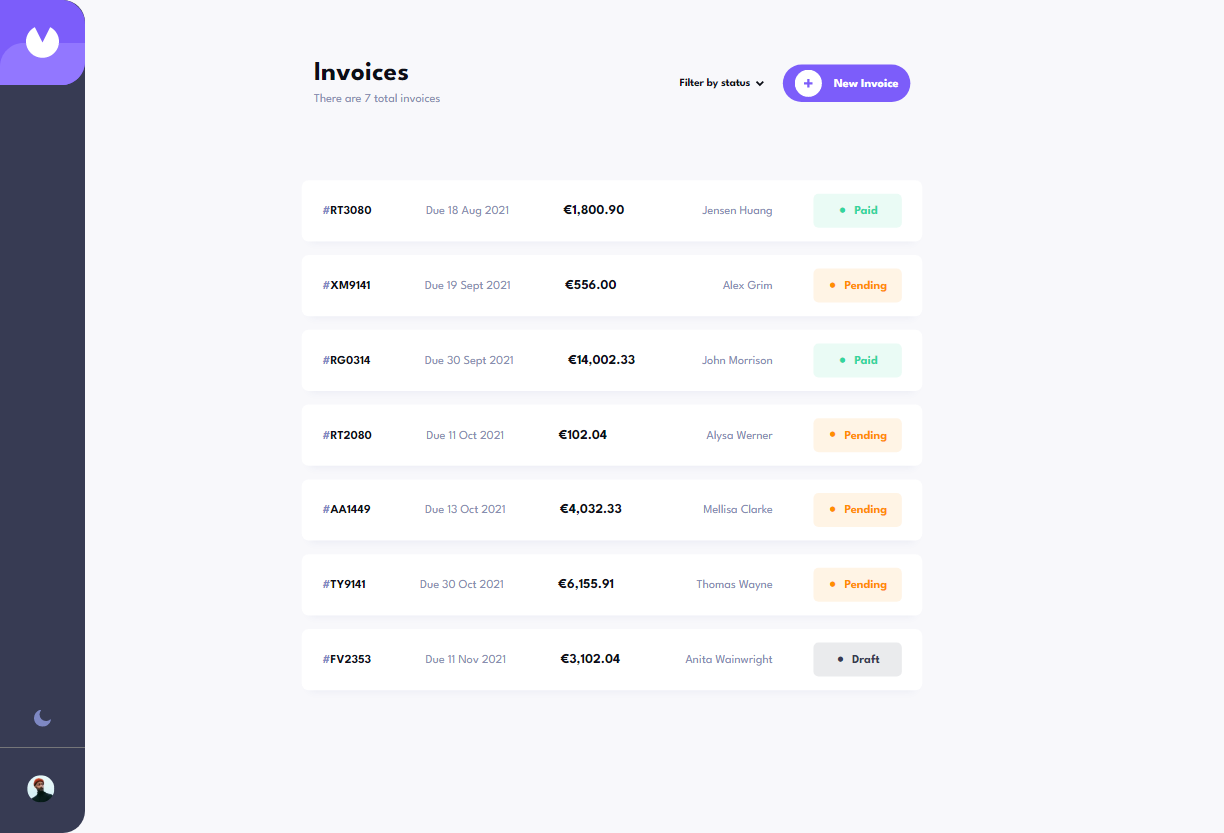 Invoices
There are 7 total invoices
Filter by status
+ New Invoice
#RT3080 Due 18 Aug 2021 €1,800.90 Jensen Huang Paid
#XM9141 Due 19 Sept 2021 €556.00 Alex Grim Pending
#RG0314 Due 30 Sept 2021 €14,002.33 John Morrison Paid
#RT2080 Due 11 Oct 2021 €102.04 Alysa Werner Pending
#AA1449 Due 13 Oct 2021 €4,032.33 Mellisa Clarke Pending
#TY9141 Due 30 Oct 2021 €6,155.91 Thomas Wayne Pending
#FV2353 Due 11 Nov 2021 €3,102.04 Anita Wainwright Draft